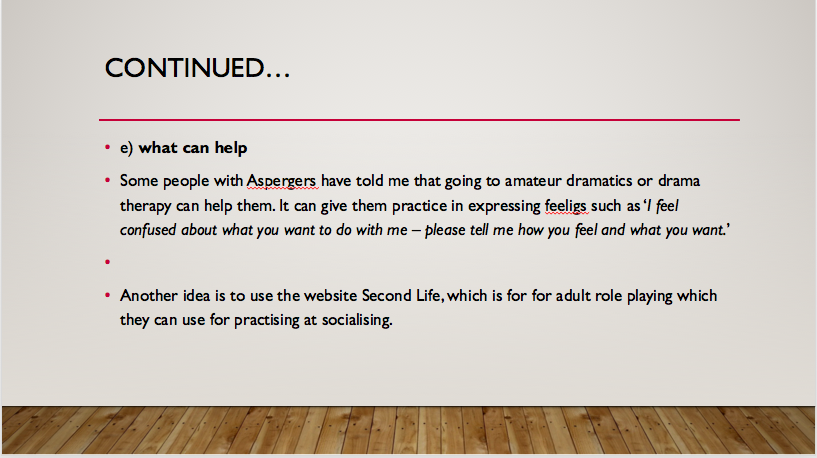 CONTINUED…
• e) what can help
• Some people with Aspergers have told me that going to amateur dramatics or drama
therapy can help them. It can give them practice in expressing feeligs such as ‘I feel
confused about what you want to do with me – please tell me how you feel and what you want.’
•
• Another idea is to use the website Second Life, which is for for adult role playing which
they can use for practising at socialising.